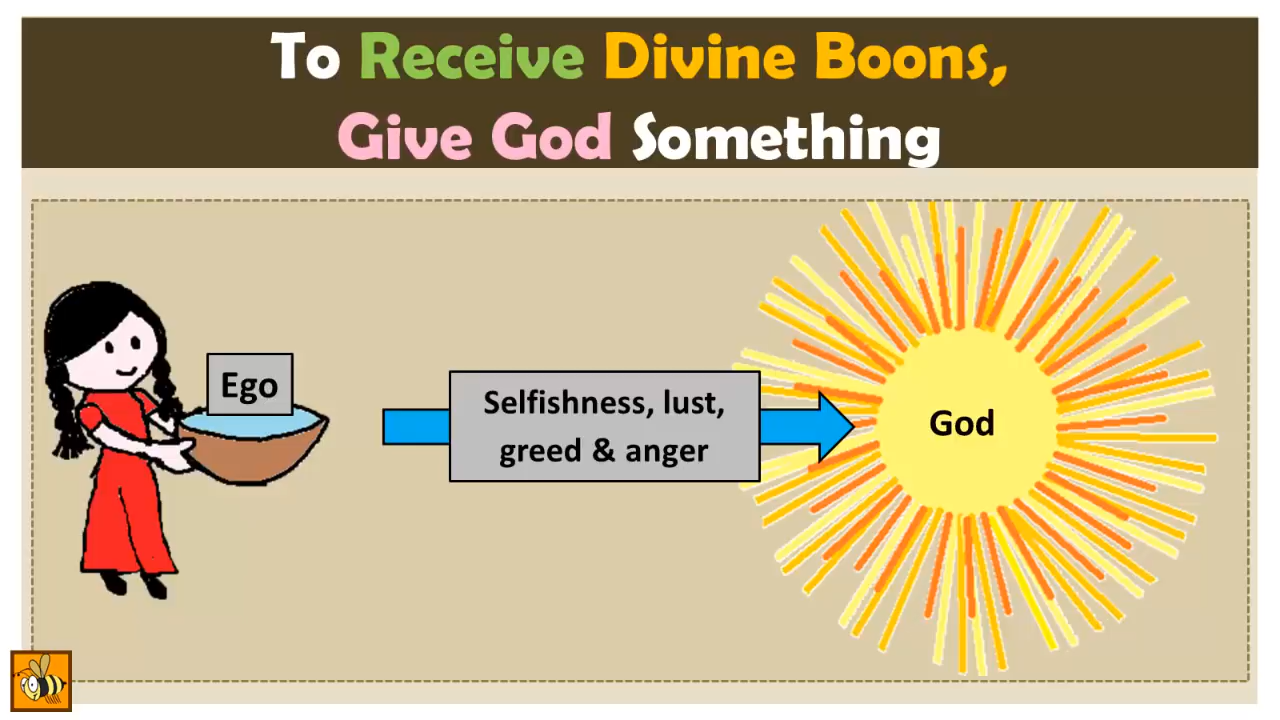 To Receive Divine Boons,
Give God Something
Ego
Selfishness, lust,
greed & anger
God